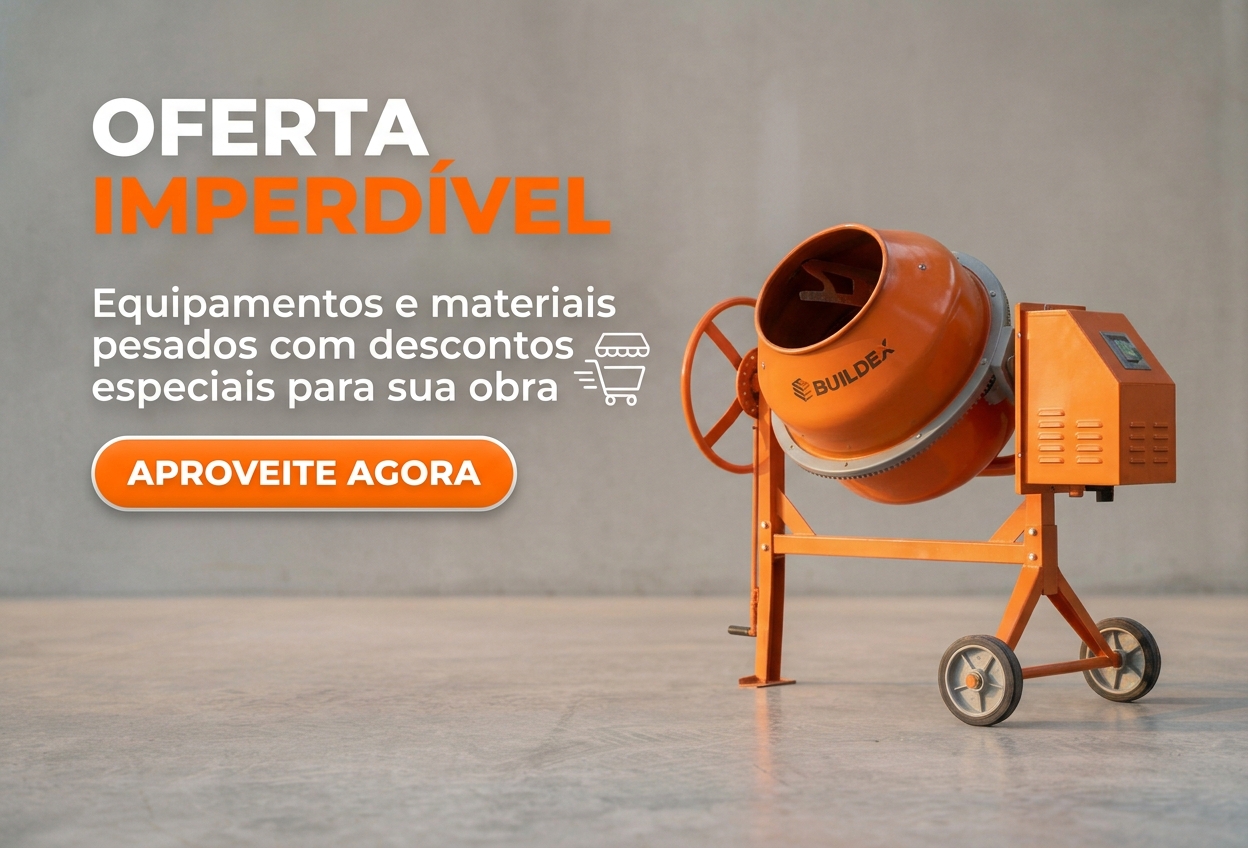 OFERTA
IMPERDÍVEL
Equipamentos e materiais
pesados com descontos
especiais para sua obra
APROVEITE AGORA
BUILDEX